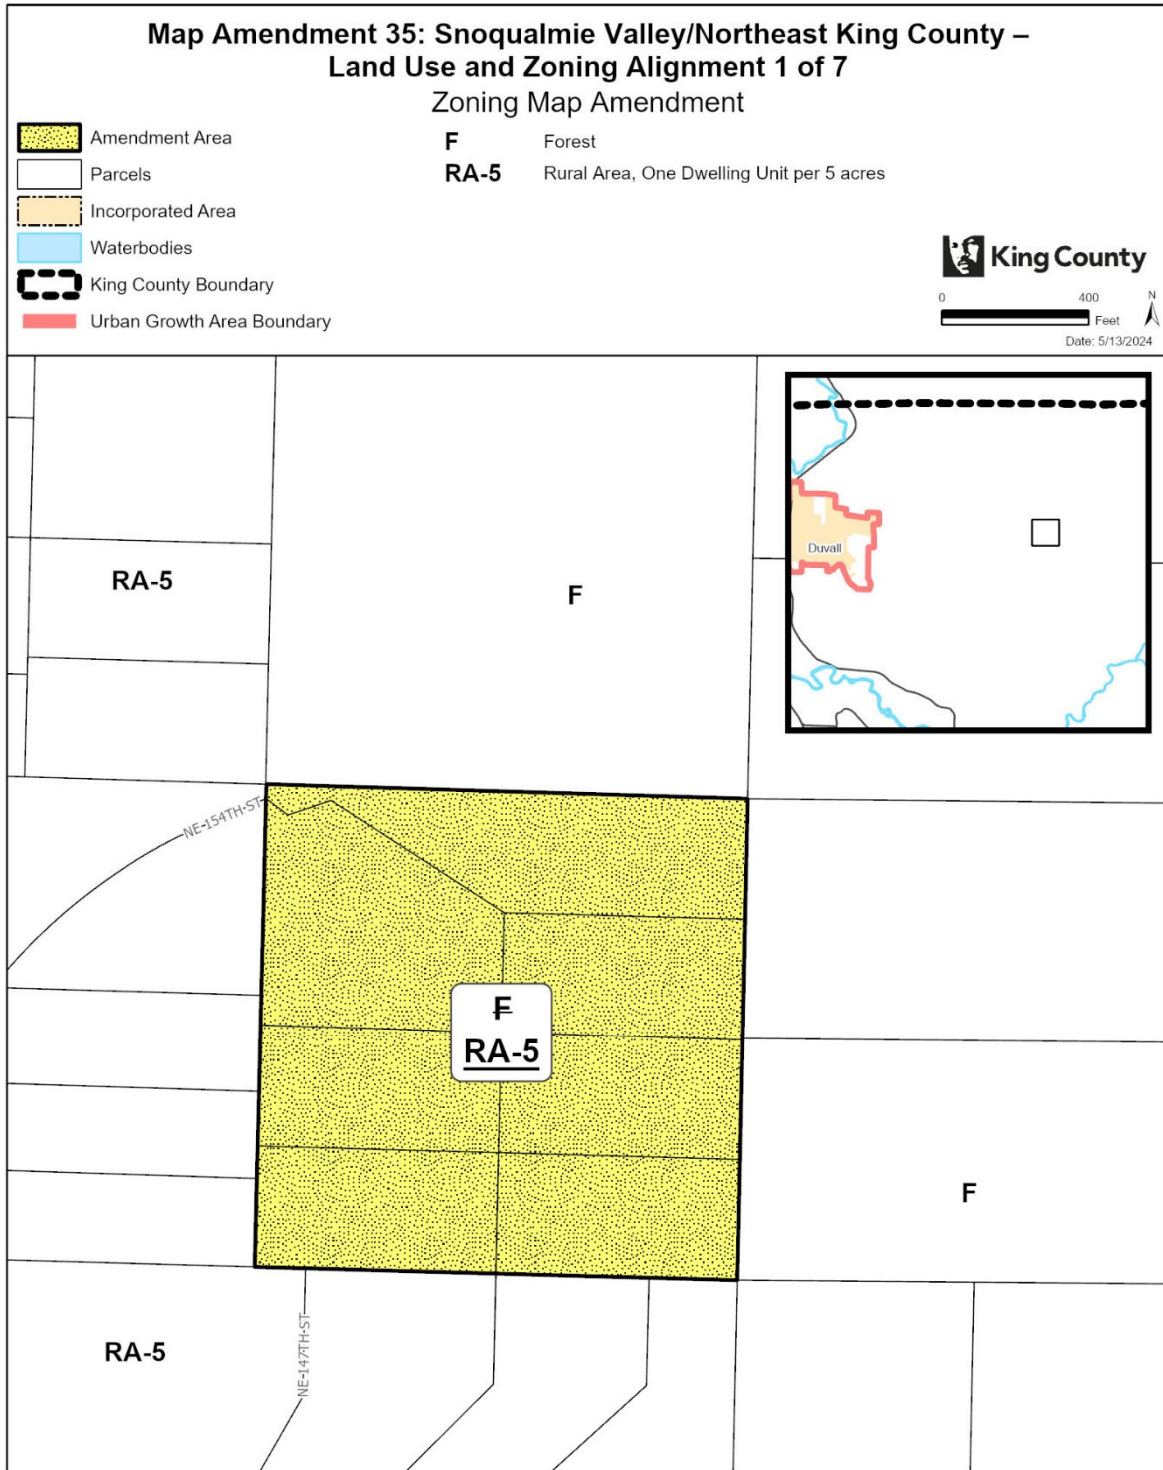 Map Amendment 35: Snoqualmie Valley/Northeast King County –
Land Use and Zoning Alignment 1 of 7
Zoning Map Amendment
Amendment Area
Parcels
Incorporated Area
Waterbodies
King County Boundary
Urban Growth Area Boundary
F Forest
RA-5 Rural Area, One Dwelling Unit per 5 acres
King County
0 400
Feet
N
Date: 5/13/2024
Duvall
RA-5
F
NE-154TH-ST
F
RA-5
F
RA-5
NE-147TH-ST